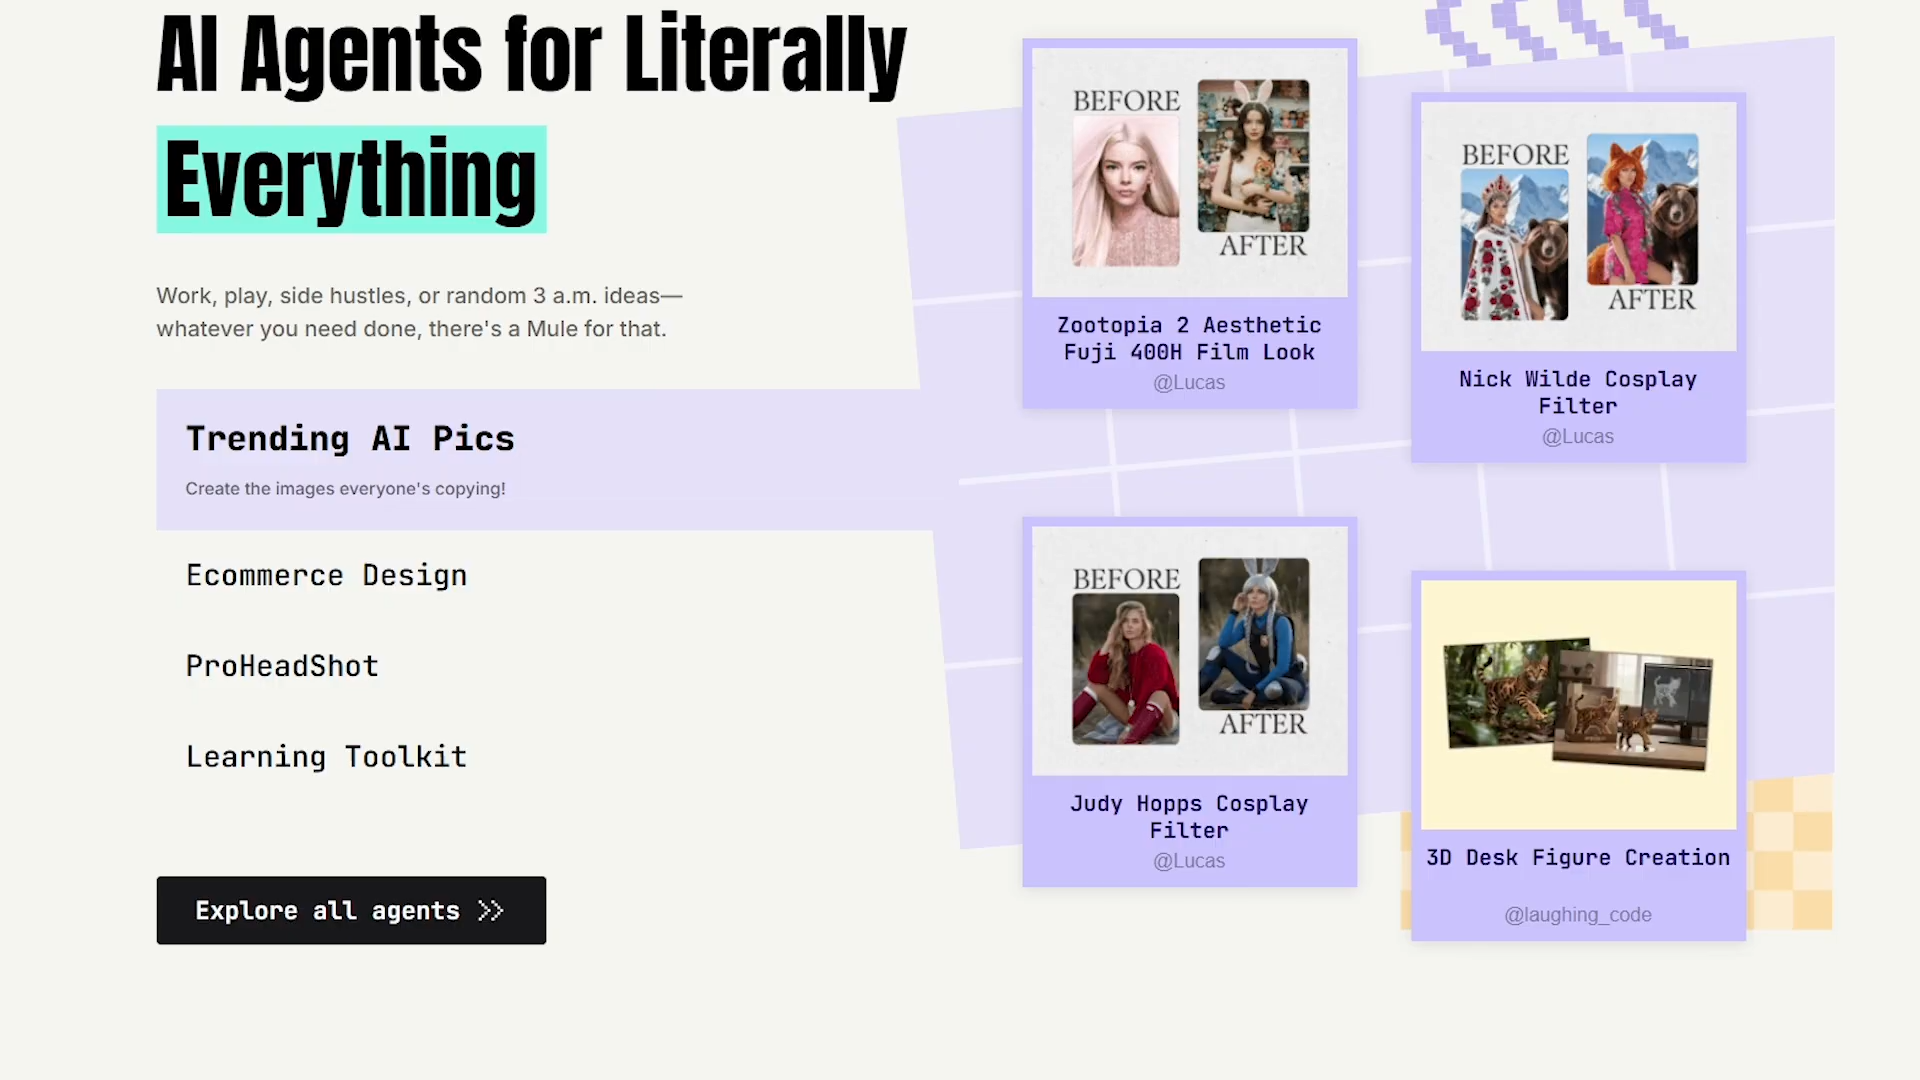 AI Agents for Literally
Everything
Work, play, side hustles, or random 3 a.m. ideas—
whatever you need done, there's a Mule for that.
Trending AI Pics
Create the images everyone's copying!
Ecommerce Design
ProHeadShot
Learning Toolkit
Explore all agents
BEFORE
AFTER
Zootopia 2 Aesthetic
Fuji 400H Film Look
@Lucas
BEFORE
AFTER
Nick Wilde Cosplay
Filter
@Lucas
BEFORE
AFTER
Judy Hopps Cosplay
Filter
@Lucas
3D Desk Figure Creation
@laughing_code